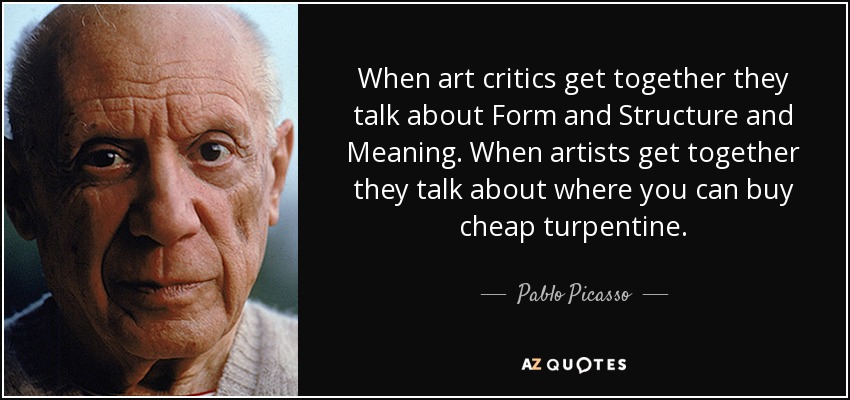 When art critics get together they
talk about Form and Structure and
Meaning. When artists get together
they talk about where you can buy
cheap turpentine.
Pablo Picasso
AZ QUOTES